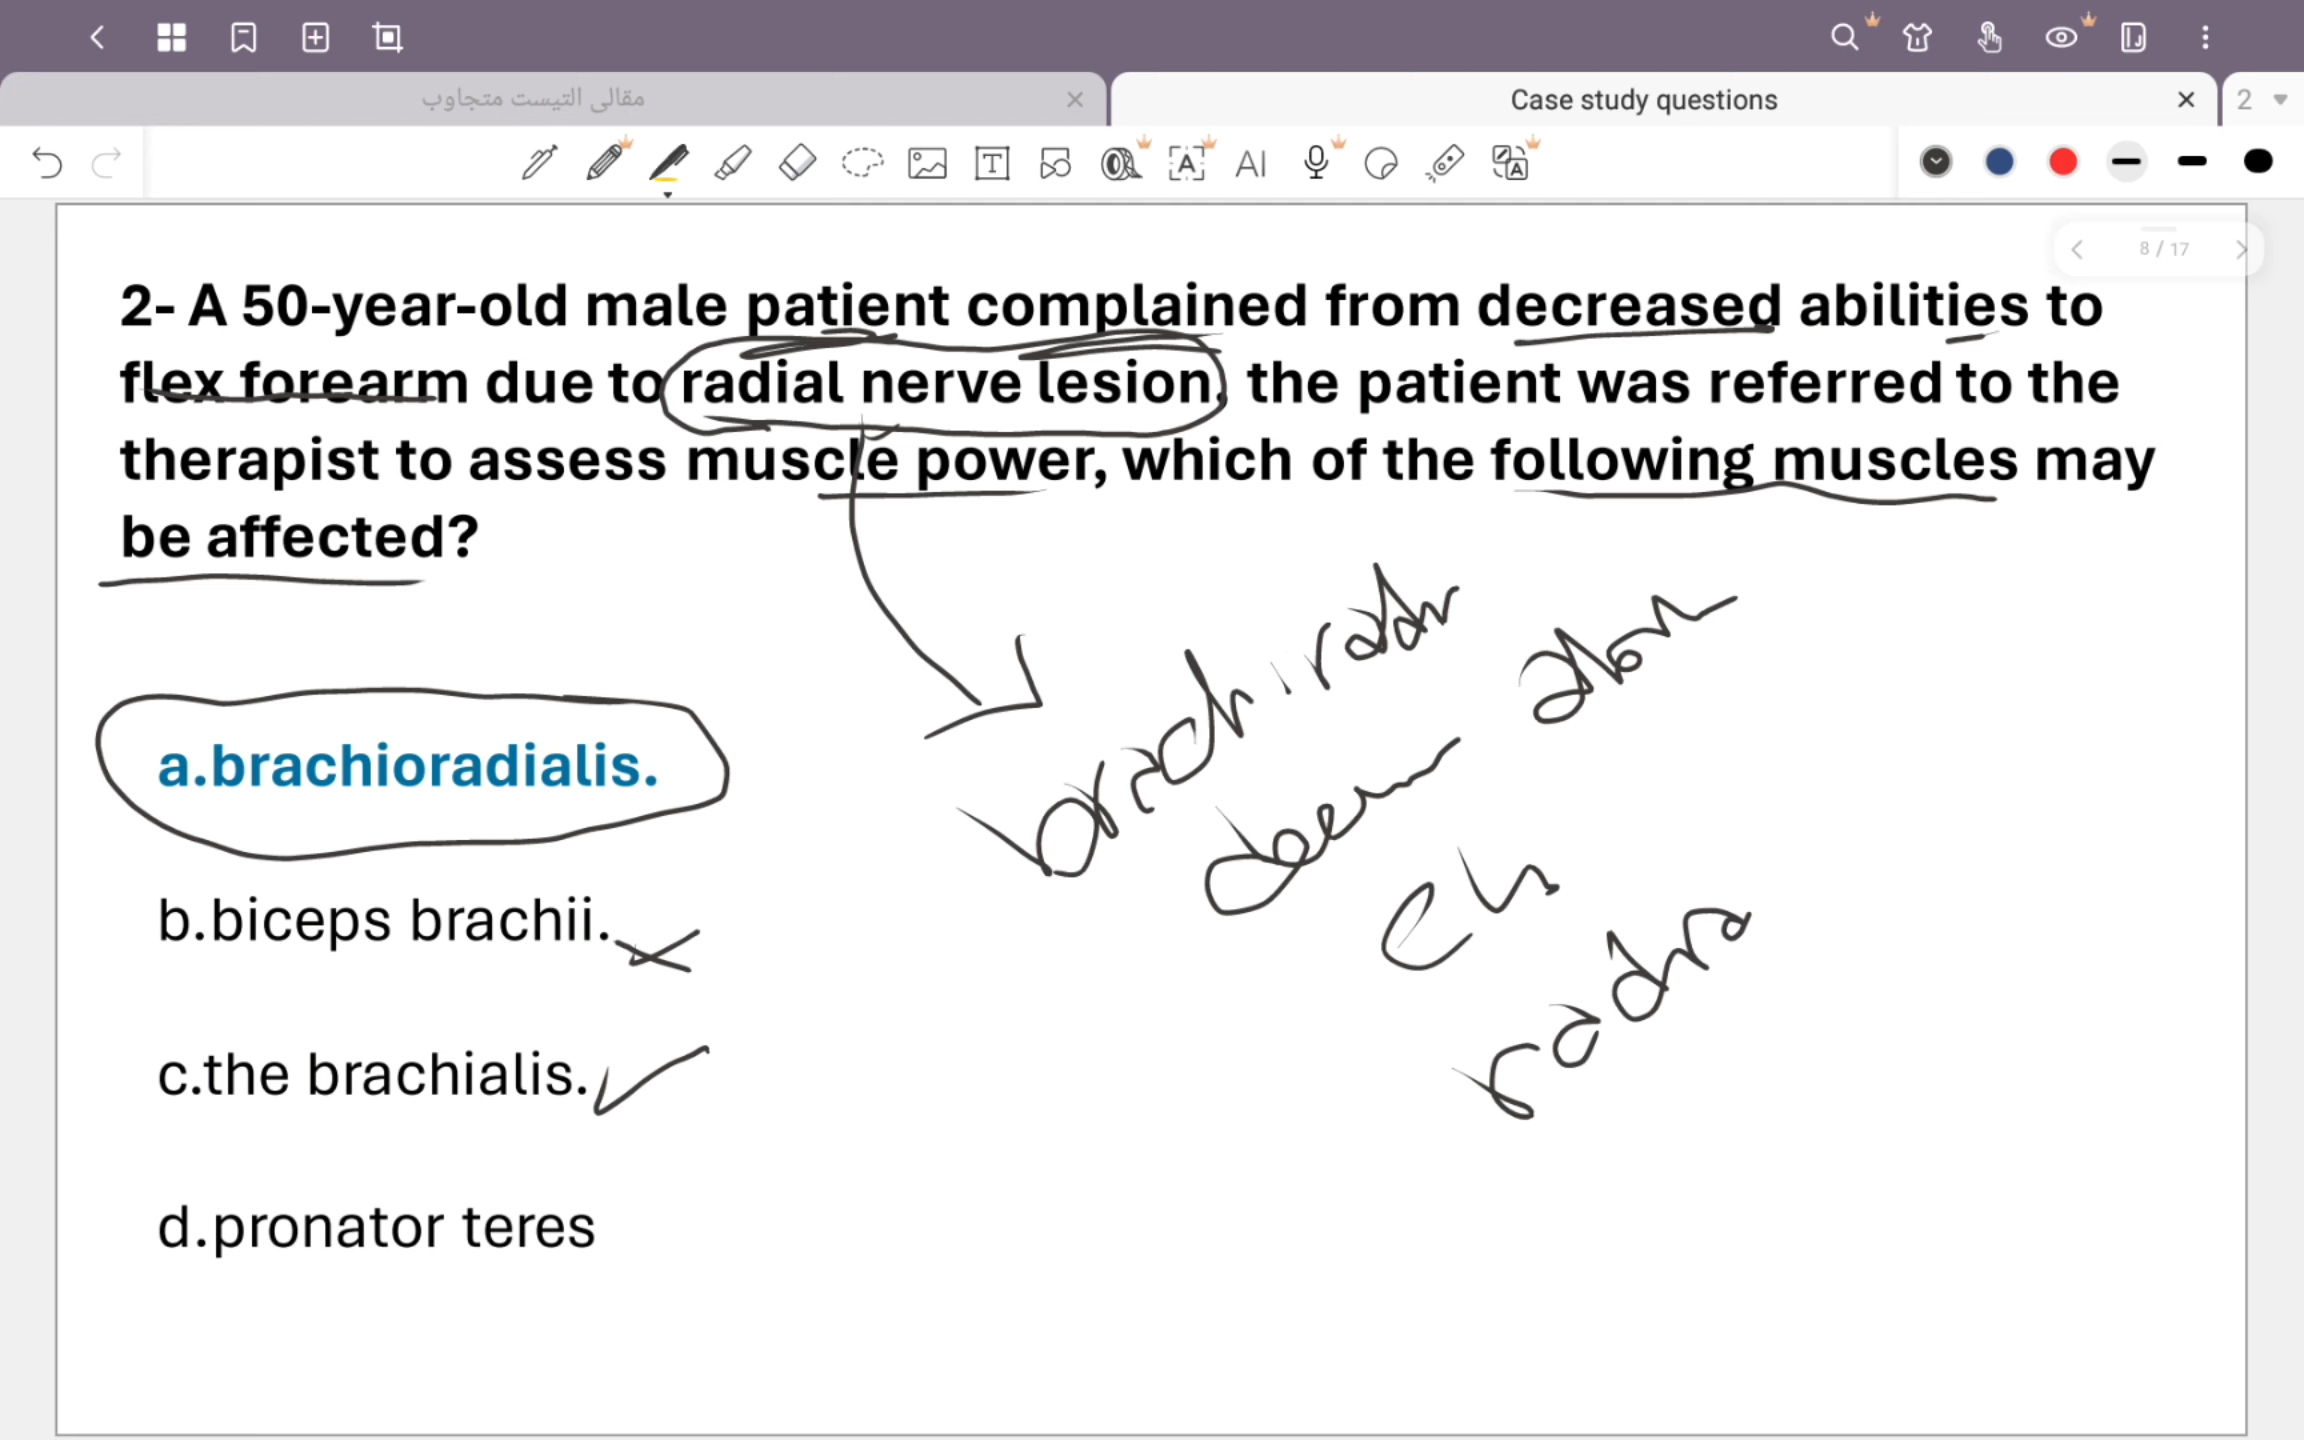 مقالى التيست متجاوب
Case study questions
2
AI
8 / 17
2- A 50-year-old male patient complained from decreased abilities to
flex forearm due to radial nerve lesion, the patient was referred to the
therapist to assess muscle power, which of the following muscles may
be affected?
a.brachioradialis.
b.biceps brachii.
c.the brachialis.
d.pronator teres